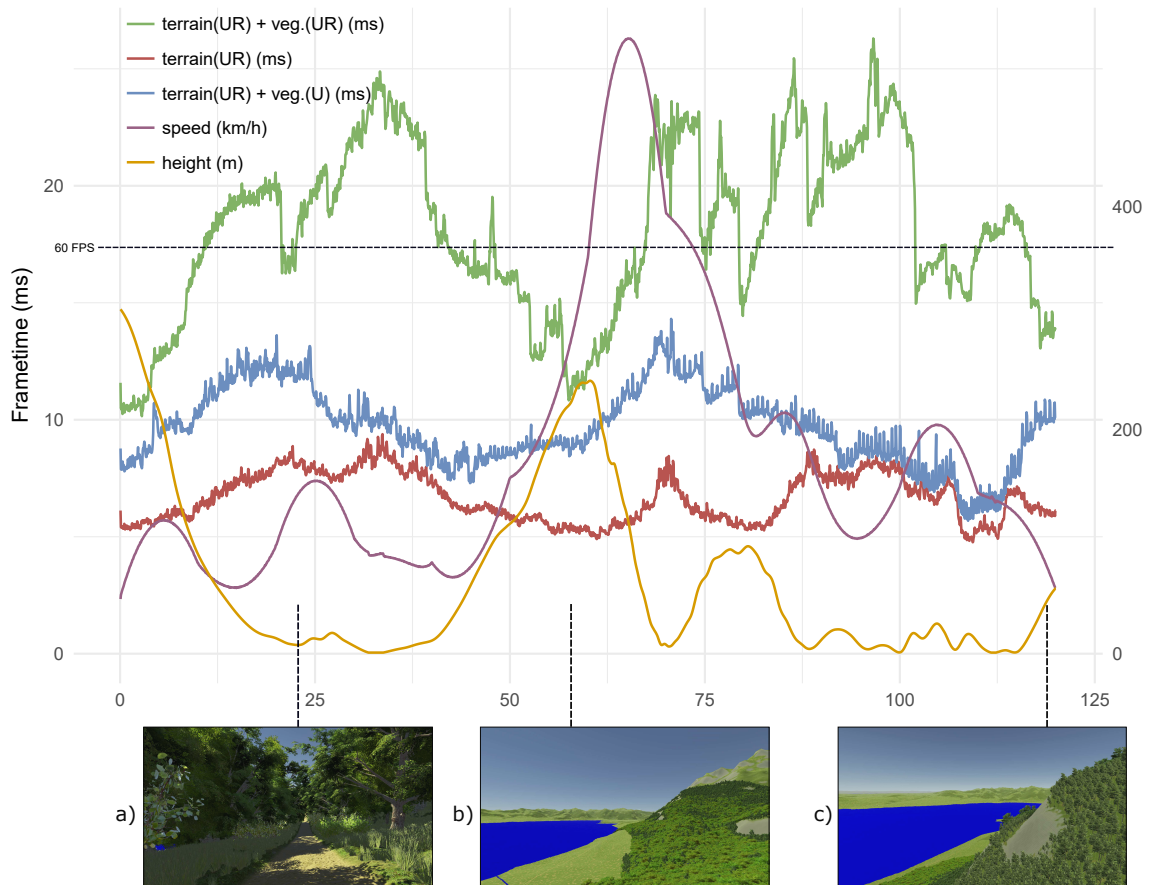 terrain(UR) + veg.(UR) (ms)
terrain(UR) (ms)
terrain(UR) + veg.(U) (ms)
speed (km/h)
height (m)
20
400
60 FPS
Frametime (ms)
10
200
0
0
0
25
50
75
100
125
a)
b)
c)